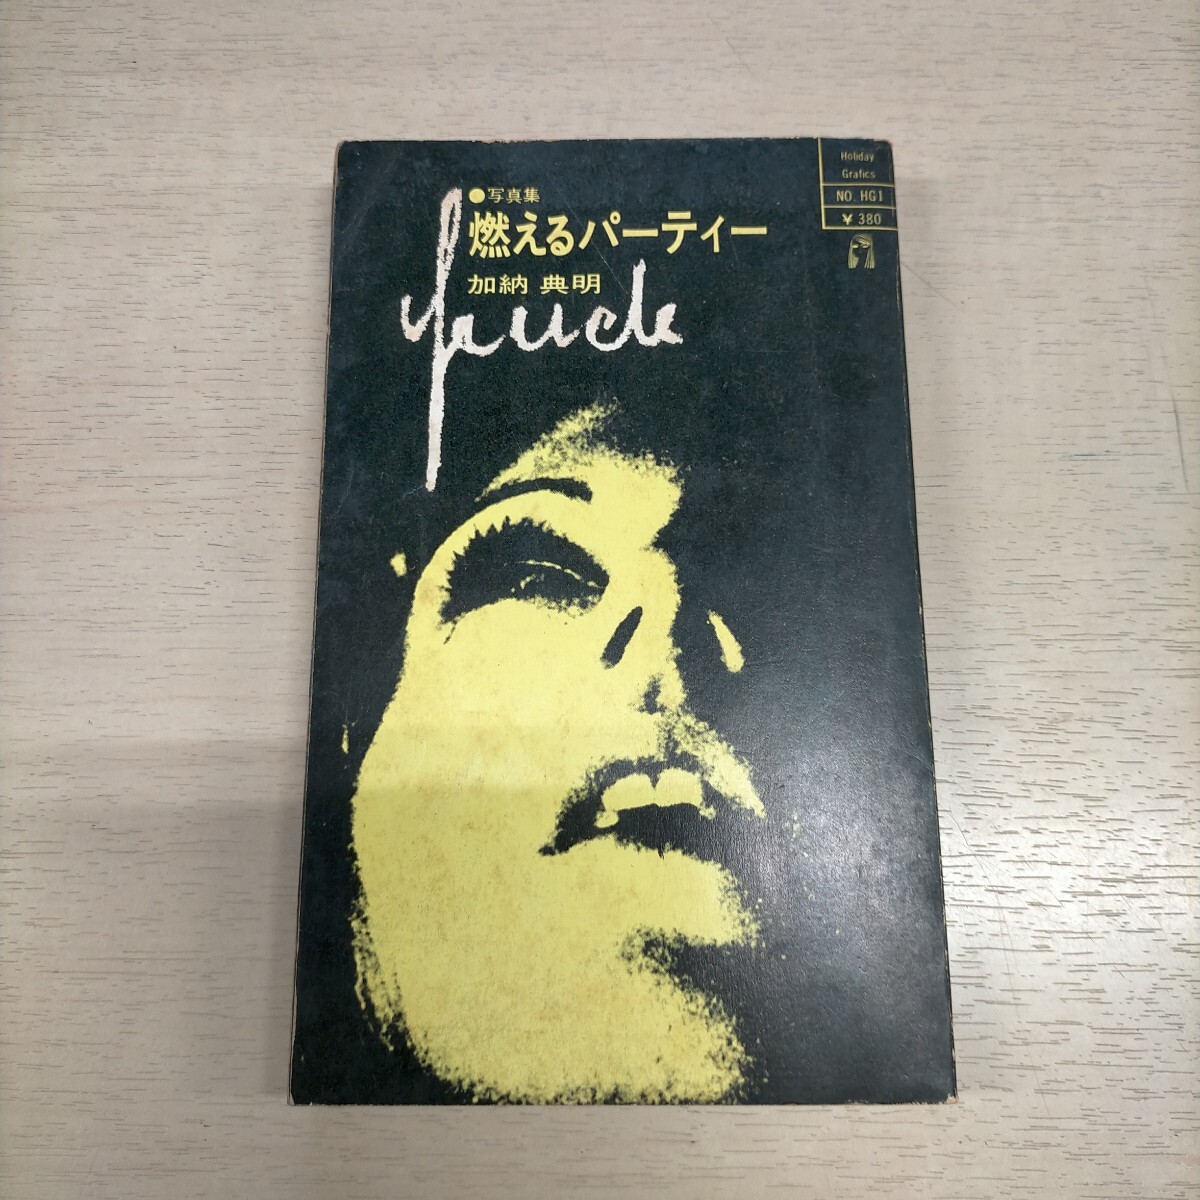 Holiday
Grafics
NO. HG1
¥ 380
●写真集
燃えるパーティー
加納 典明
fuck